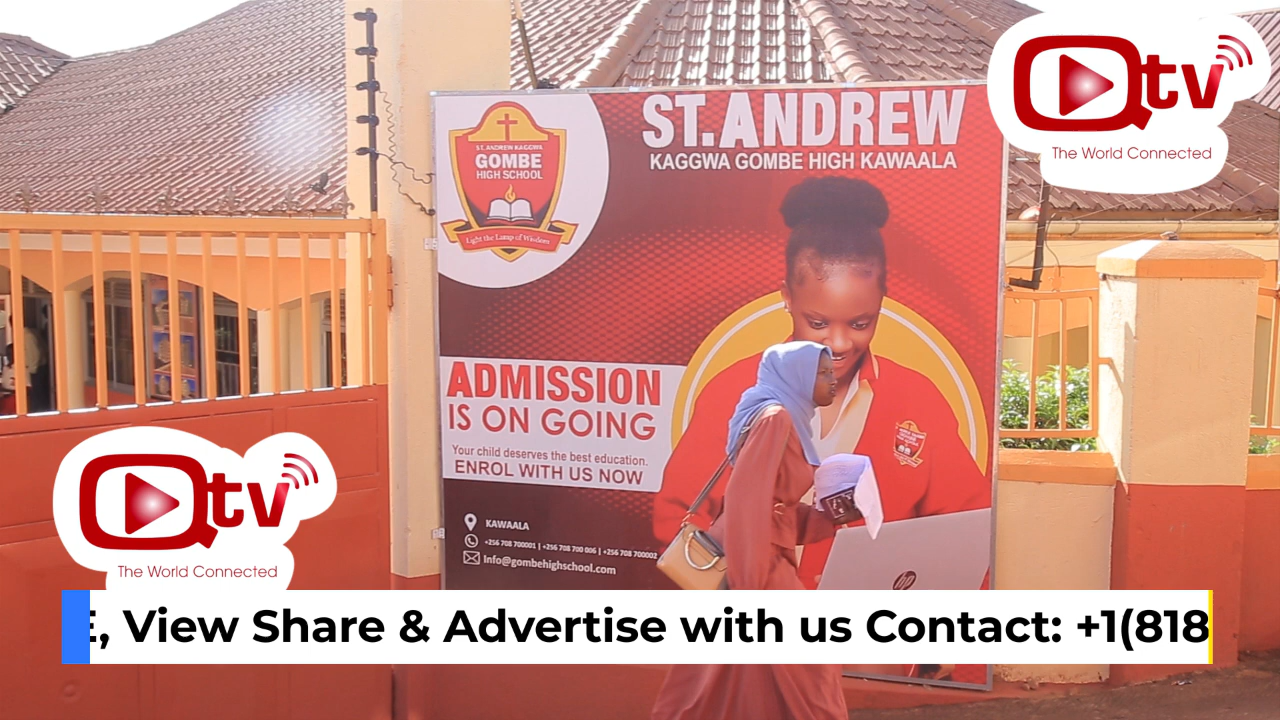 Qtv
The World Connected
ST.ANDREW
KAGGWA GOMBE HIGH KAWAALA
ST. ANDREW KAGGWA
GOMBE
HIGH SCHOOL
Light the Lamp of Wisdom
ADMISSION
IS ON GOING
Your child deserves the best education.
ENROL WITH US NOW
KAWAALA
+256 708 700001 | +256 708 700 006 | +256 708 700002
Info@gombehighschool.com
hp
Qtv
The World Connected
E, View Share & Advertise with us Contact: +1(818